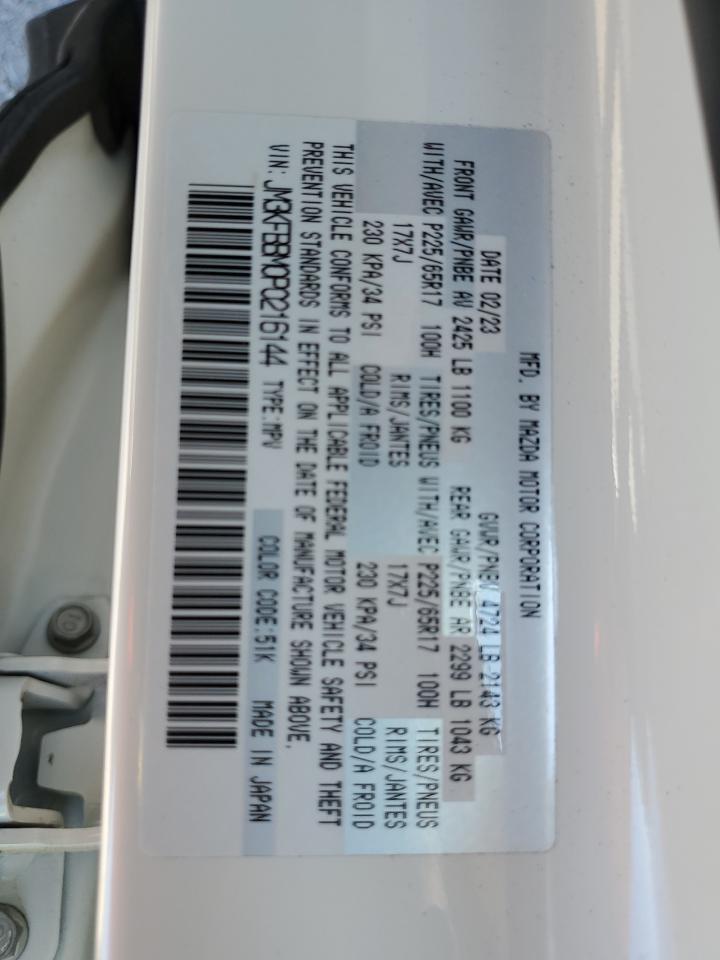 MFD. BY MAZDA MOTOR CORPORATION
DATE 02/23 GVWR/PNBV 4724 LB 2143 KG
FRONT GAWR/PNBE AV 2425 LB 1100 KG REAR GAWR/PNBE AR 2299 LB 1043 KG
WITH/AVEC P225/65R17 100H TIRES/PNEUS WITH/AVEC P225/65R17 100H TIRES/PNEUS
17X7J RIMS/JANTES 17X7J RIMS/JANTES
230 KPA/34 PSI COLD/A FROID 230 KPA/34 PSI COLD/A FROID
THIS VEHICLE CONFORMS TO ALL APPLICABLE FEDERAL MOTOR VEHICLE SAFETY AND THEFT
PREVENTION STANDARDS IN EFFECT ON THE DATE OF MANUFACTURE SHOWN ABOVE.
VIN: JM3KFBBM0P0216144 TYPE:MPV COLOR CODE:51K MADE IN JAPAN